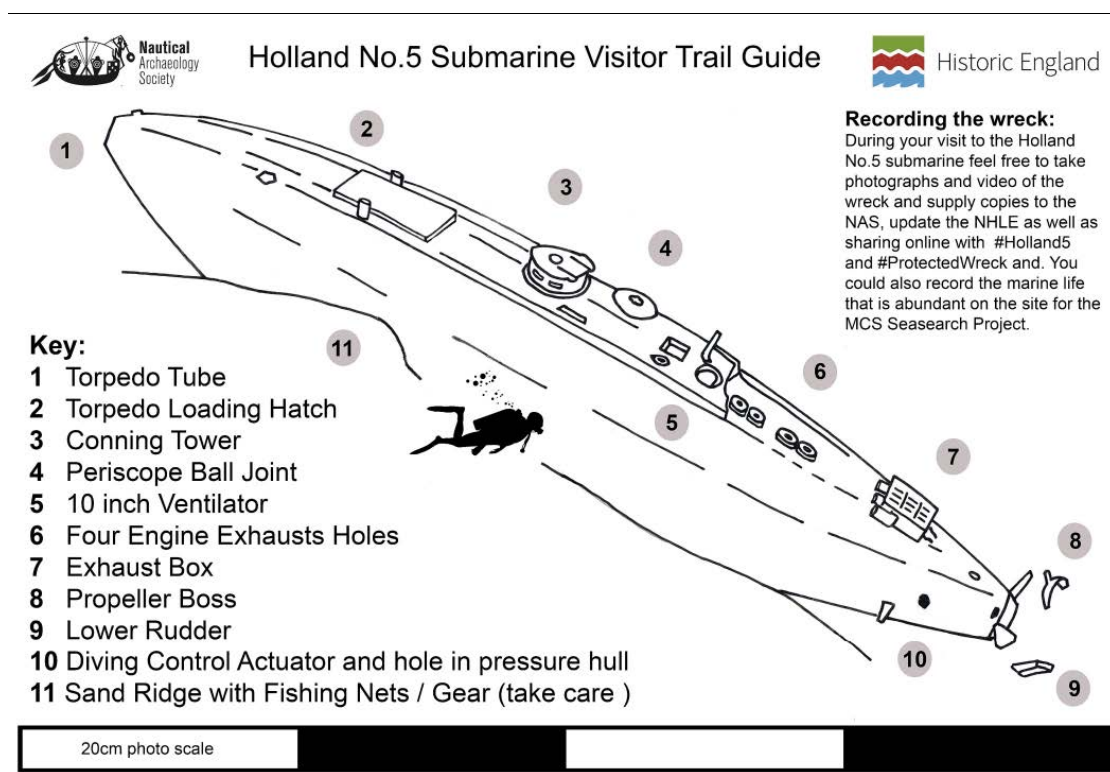 Nautical
Archaeology
Society
Holland No.5 Submarine Visitor Trail Guide
Historic England
Recording the wreck:
During your visit to the Holland
No.5 submarine feel free to take
photographs and video of the
wreck and supply copies to the
NAS, update the NHLE as well as
sharing online with #Holland5
and #ProtectedWreck and. You
could also record the marine life
that is abundant on the site for the
MCS Seasearch Project.
1
2
3
4
5
6
7
8
9
10
11
Key:
1 Torpedo Tube
2 Torpedo Loading Hatch
3 Conning Tower
4 Periscope Ball Joint
5 10 inch Ventilator
6 Four Engine Exhausts Holes
7 Exhaust Box
8 Propeller Boss
9 Lower Rudder
10 Diving Control Actuator and hole in pressure hull
11 Sand Ridge with Fishing Nets / Gear (take care )
20cm photo scale